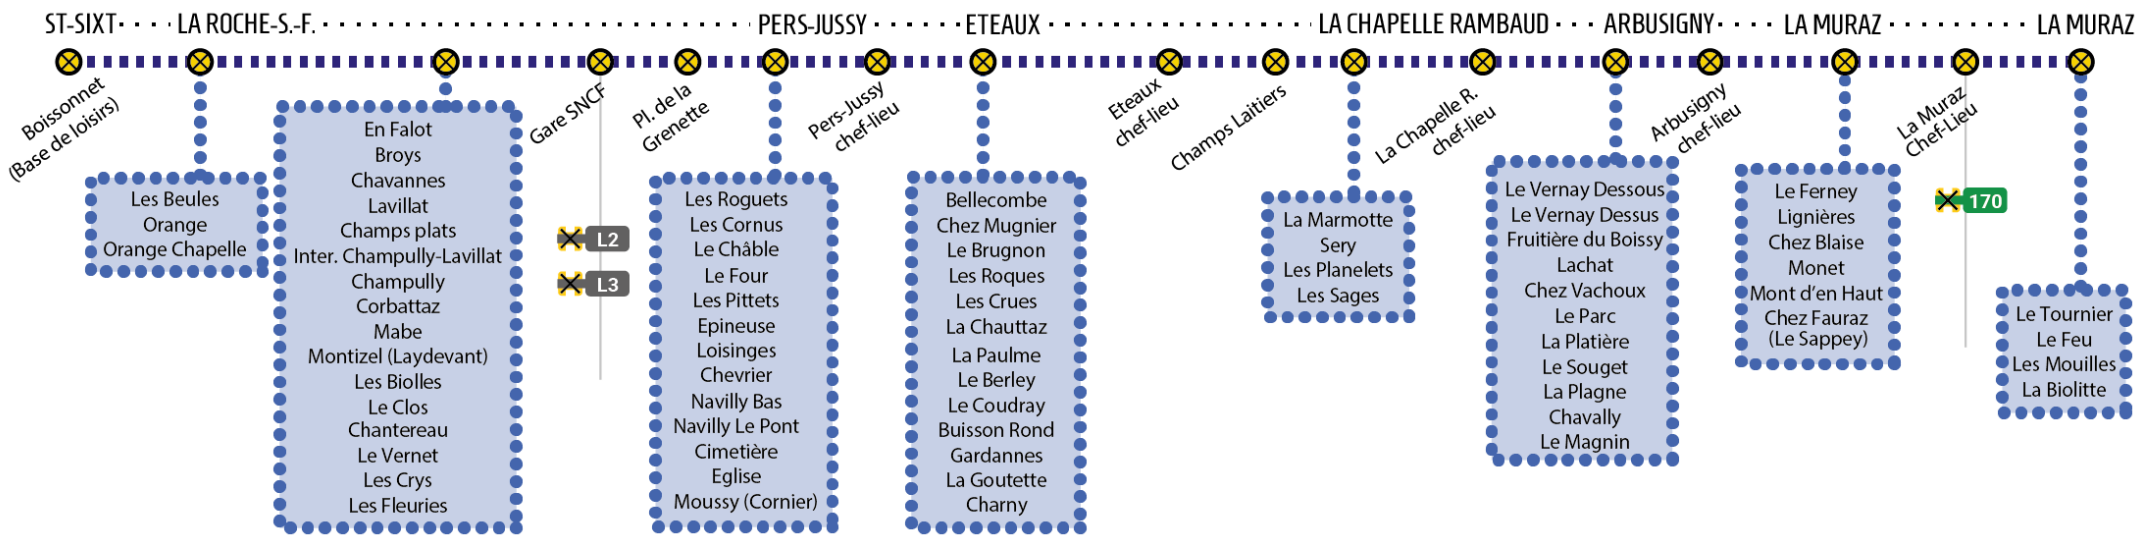 ST-SIXT
LA ROCHE-S.-F.
PERS-JUSSY
ETEAUX
LA CHAPELLE RAMBAUD
ARBUSIGNY
LA MURAZ
LA MURAZ
Boissonnet
(Base de loisirs)
Les Beules
Orange
Orange Chapelle
En Falot
Broys
Chavannes
Lavillat
Champs plats
Inter. Champully-Lavillat
Champully
Corbattaz
Mabe
Montizel (Laydevant)
Les Biolles
Le Clos
Chantereau
Le Vernet
Les Crys
Les Fleuries
Gare SNCF
L2
L3
Pl. de la
Grenette
Les Roguets
Les Cornus
Le Châble
Le Four
Les Pittets
Epineuse
Loisinges
Chevrier
Navilly Bas
Navilly Le Pont
Cimetière
Eglise
Moussy (Cornier)
Pers-Jussy
chef-lieu
Bellecombe
Chez Mugnier
Le Brugnon
Les Roques
Les Crues
La Chauttaz
La Paulme
Le Berley
Le Coudray
Buisson Rond
Gardannes
La Goutette
Charny
Eteaux
chef-lieu
Champs Laitiers
La Marmotte
Sery
Les Planelets
Les Sages
La Chapelle R.
chef-lieu
Le Vernay Dessous
Le Vernay Dessus
Fruitière du Boissy
Lachat
Chez Vachoux
Le Parc
La Platière
Le Souget
La Plagne
Chavally
Le Magnin
Arbusigny
chef-lieu
Le Ferney
Lignières
Chez Blaise
Monet
Mont d'en Haut
Chez Fauraz
(Le Sappey)
La Muraz
Chef-Lieu
170
Le Tournier
Le Feu
Les Mouilles
La Biolitte